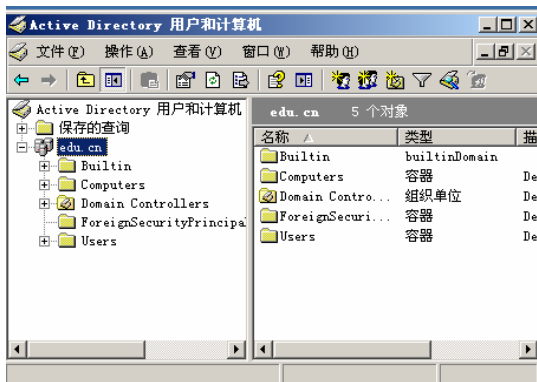 Active Directory 用户和计算机
文件(F) 操作(A) 查看(V) 窗口(W) 帮助(H)
Active Directory 用户和计算机
保存的查询
edu.cn
Builtin
Computers
Domain Controllers
ForeignSecurityPrincipa
Users
edu.cn 5 个对象
名称 类型 描
Builtin builtinDomain
Computers 容器 De
Domain Contro... 组织单位 De
ForeignSecuri... 容器 De
Users 容器 De